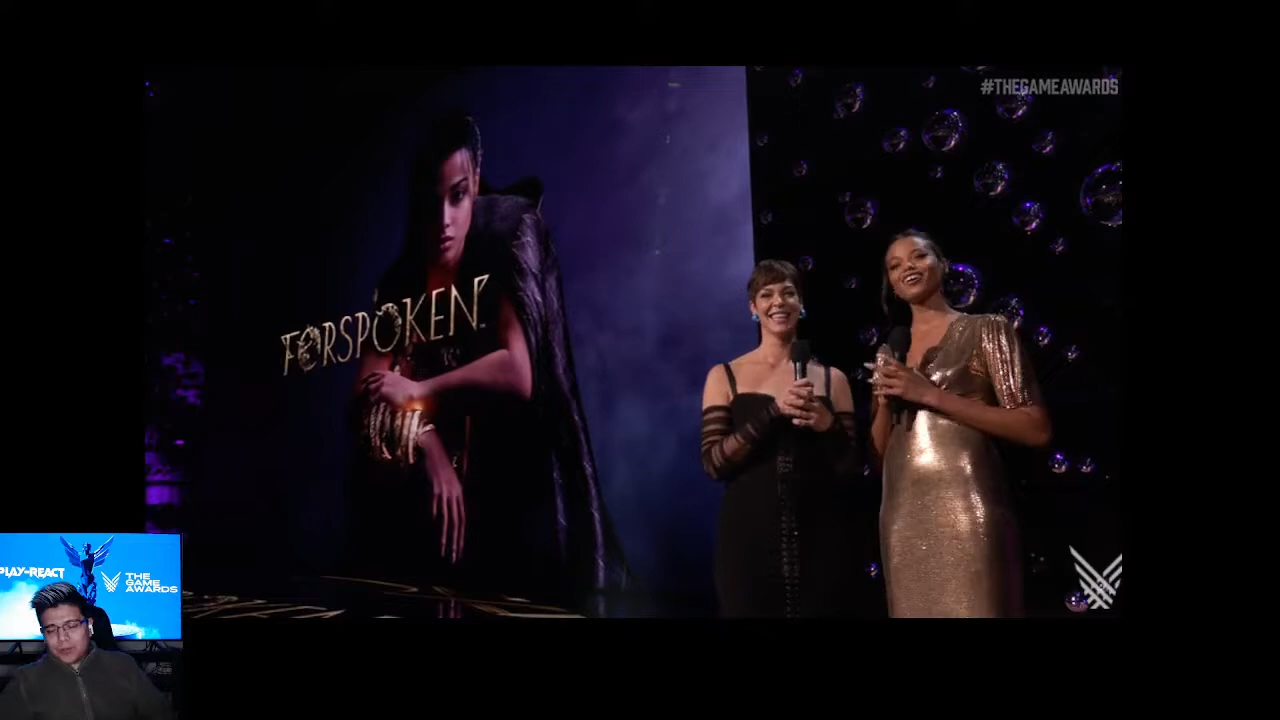 #THEGAMEAWARDS
FORSPOKEN
PLAY REACT
THE
GAME
AWARDS